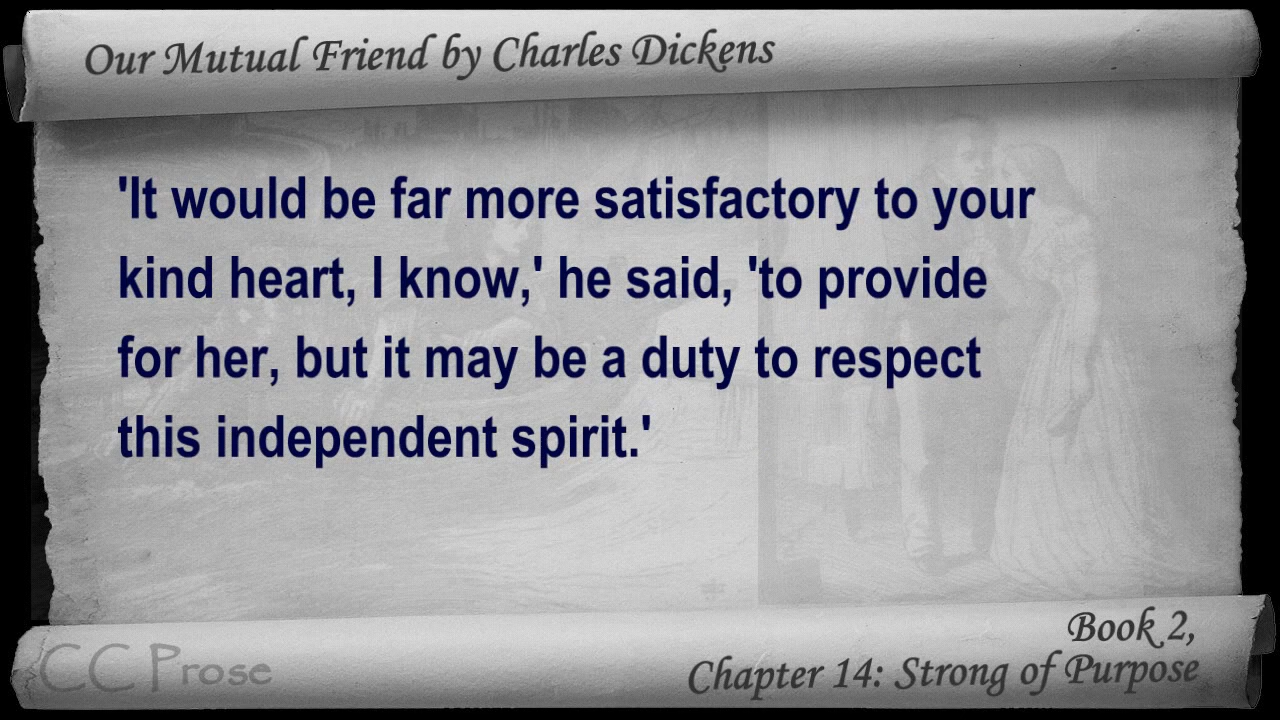 Our Mutual Friend by Charles Dickens
'It would be far more satisfactory to your
kind heart, I know,' he said, 'to provide
for her, but it may be a duty to respect
this independent spirit.'
Book 2,
CC Prose
Chapter 14: Strong of Purpose